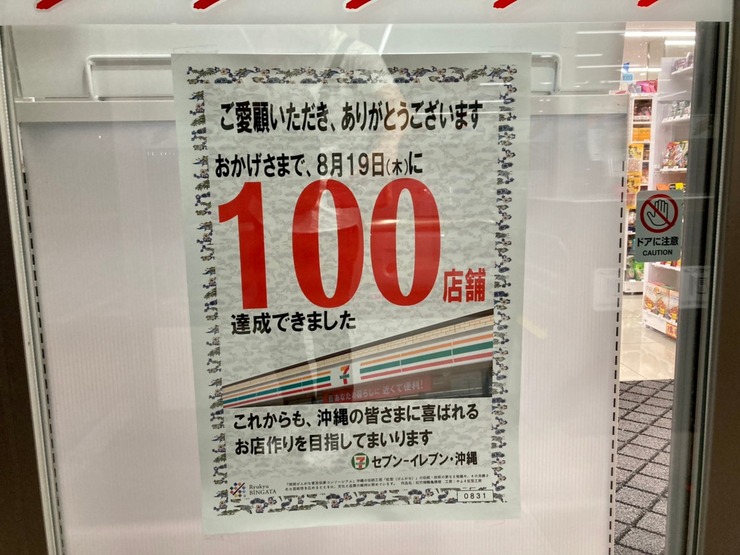 ご愛顧いただき、ありがとうございます
おかげさまで、8月19日(木)に
100店舗
達成できました
これからも、沖縄の皆さまに喜ばれる
お店作りを目指してまいります
セブン-イレブン・沖縄
Ryukyu
BINGATA
0831
ドアに注意
CAUTION